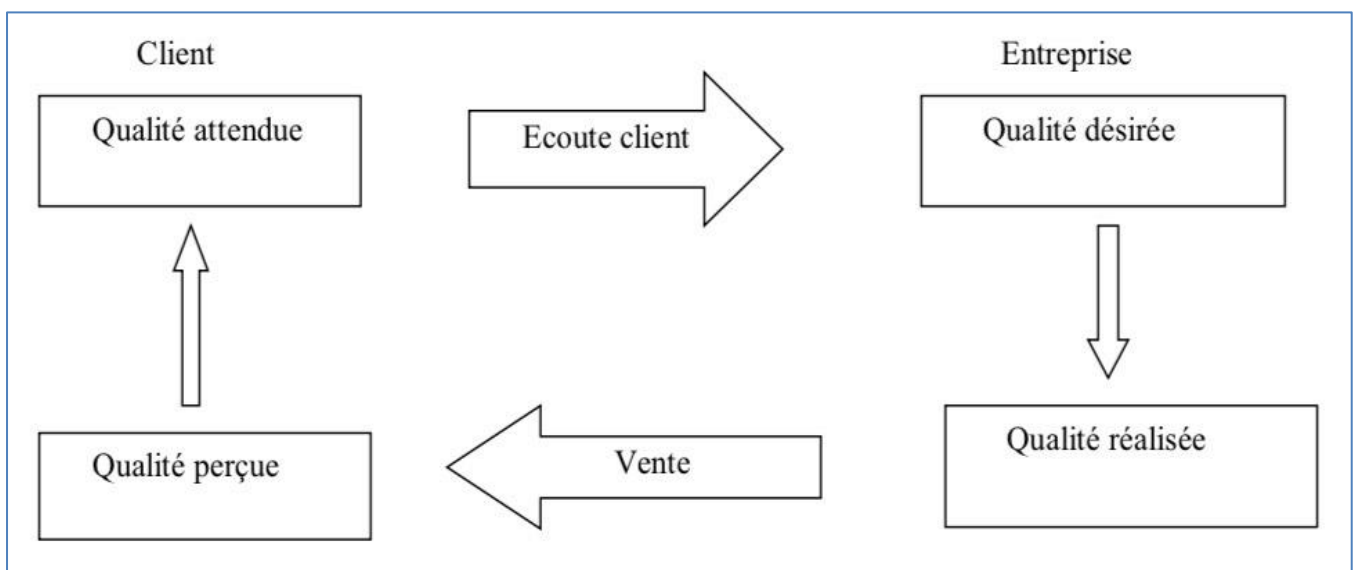 Client
Entreprise
Qualité attendue
Ecoute client
Qualité désirée
Qualité perçue
Vente
Qualité réalisée